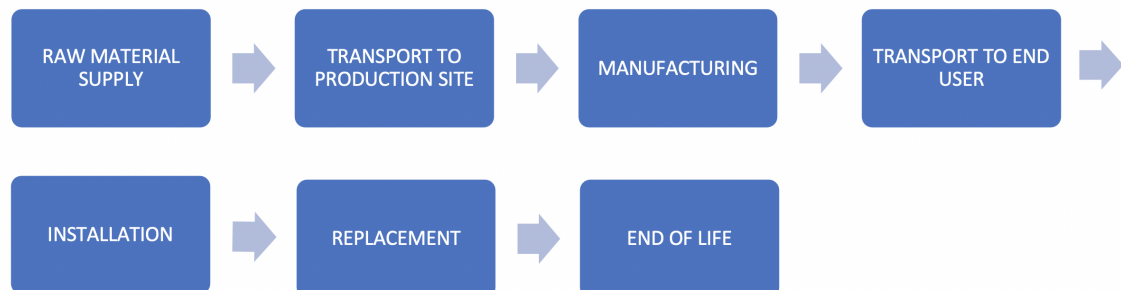 RAW MATERIAL
SUPPLY
TRANSPORT TO
PRODUCTION SITE
MANUFACTURING
TRANSPORT TO END
USER
INSTALLATION
REPLACEMENT
END OF LIFE